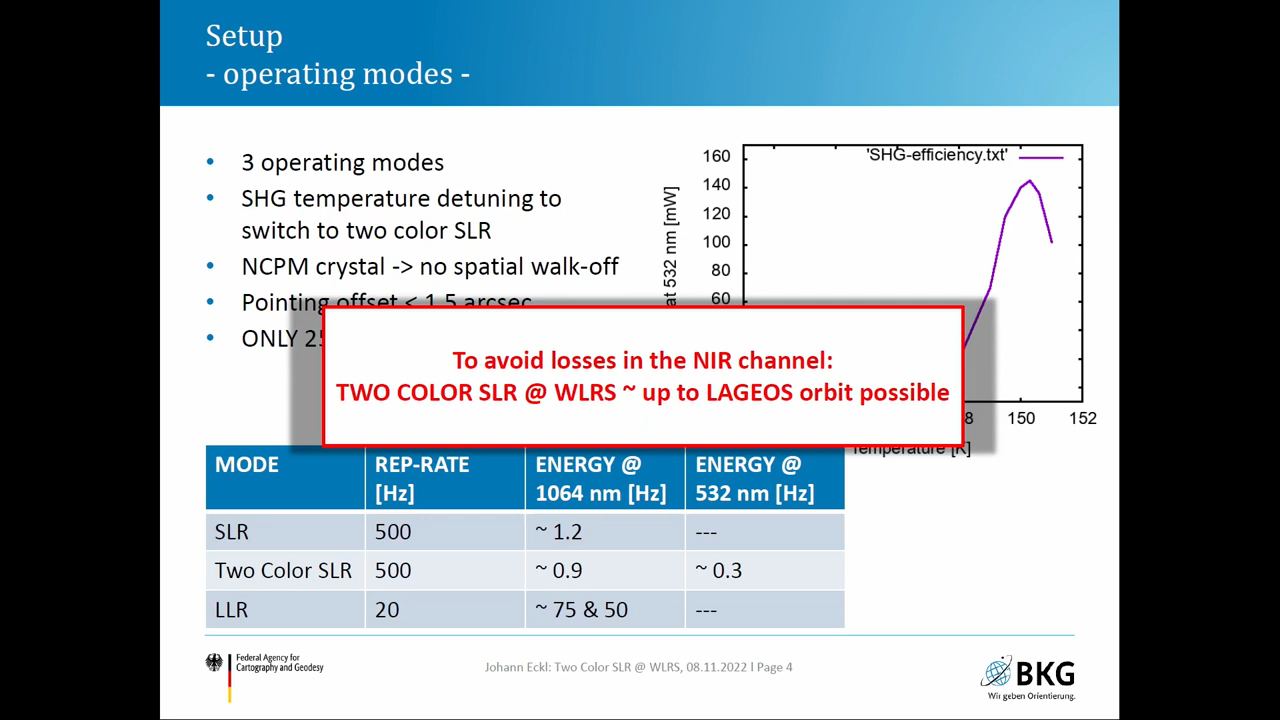 Setup
- operating modes -
• 3 operating modes
• SHG temperature detuning to
switch to two color SLR
• NCPM crystal -> no spatial walk-off
• Pointing offset < 1.5 arcsec
• ONLY
'SHG-efficiency.txt'
160
140
120
100
80
60
at 532 nm [mW]
150
152
Temperature [K]
To avoid losses in the NIR channel:
TWO COLOR SLR @ WLRS ~ up to LAGEOS orbit possible
MODE REP-RATE [Hz] ENERGY @ 1064 nm [Hz] ENERGY @ 532 nm [Hz]
SLR 500 ~ 1.2 ---
Two Color SLR 500 ~ 0.9 ~ 0.3
LLR 20 ~ 75 & 50 ---
Federal Agency for
Cartography and Geodesy
Johann Eckl: Two Color SLR @ WLRS, 08.11.2022 I Page 4
BKG
Wir geben Orientierung.